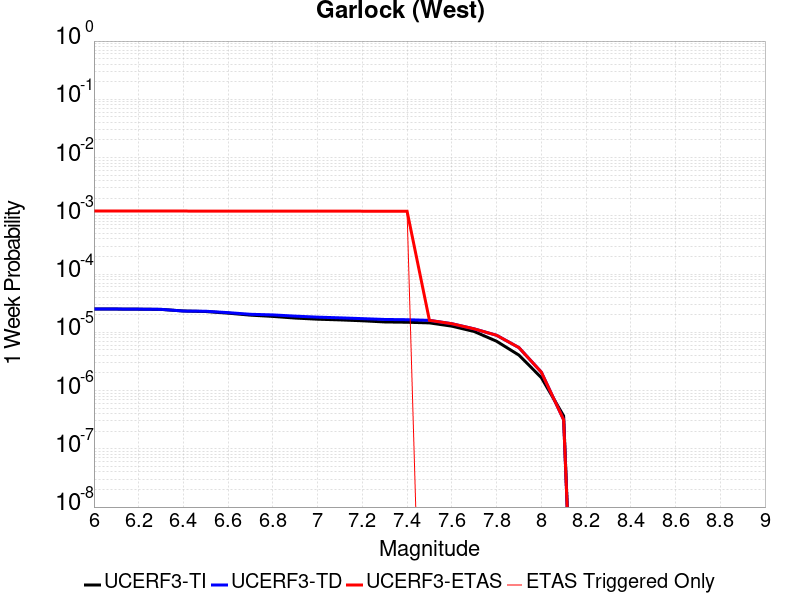 Garlock (West)
10^0
10^-1
10^-2
10^-3
10^-4
10^-5
10^-6
10^-7
10^-8
1 Week Probability
6 6.2 6.4 6.6 6.8 7 7.2 7.4 7.6 7.8 8 8.2 8.4 8.6 8.8 9
Magnitude
UCERF3-TI UCERF3-TD UCERF3-ETAS ETAS Triggered Only